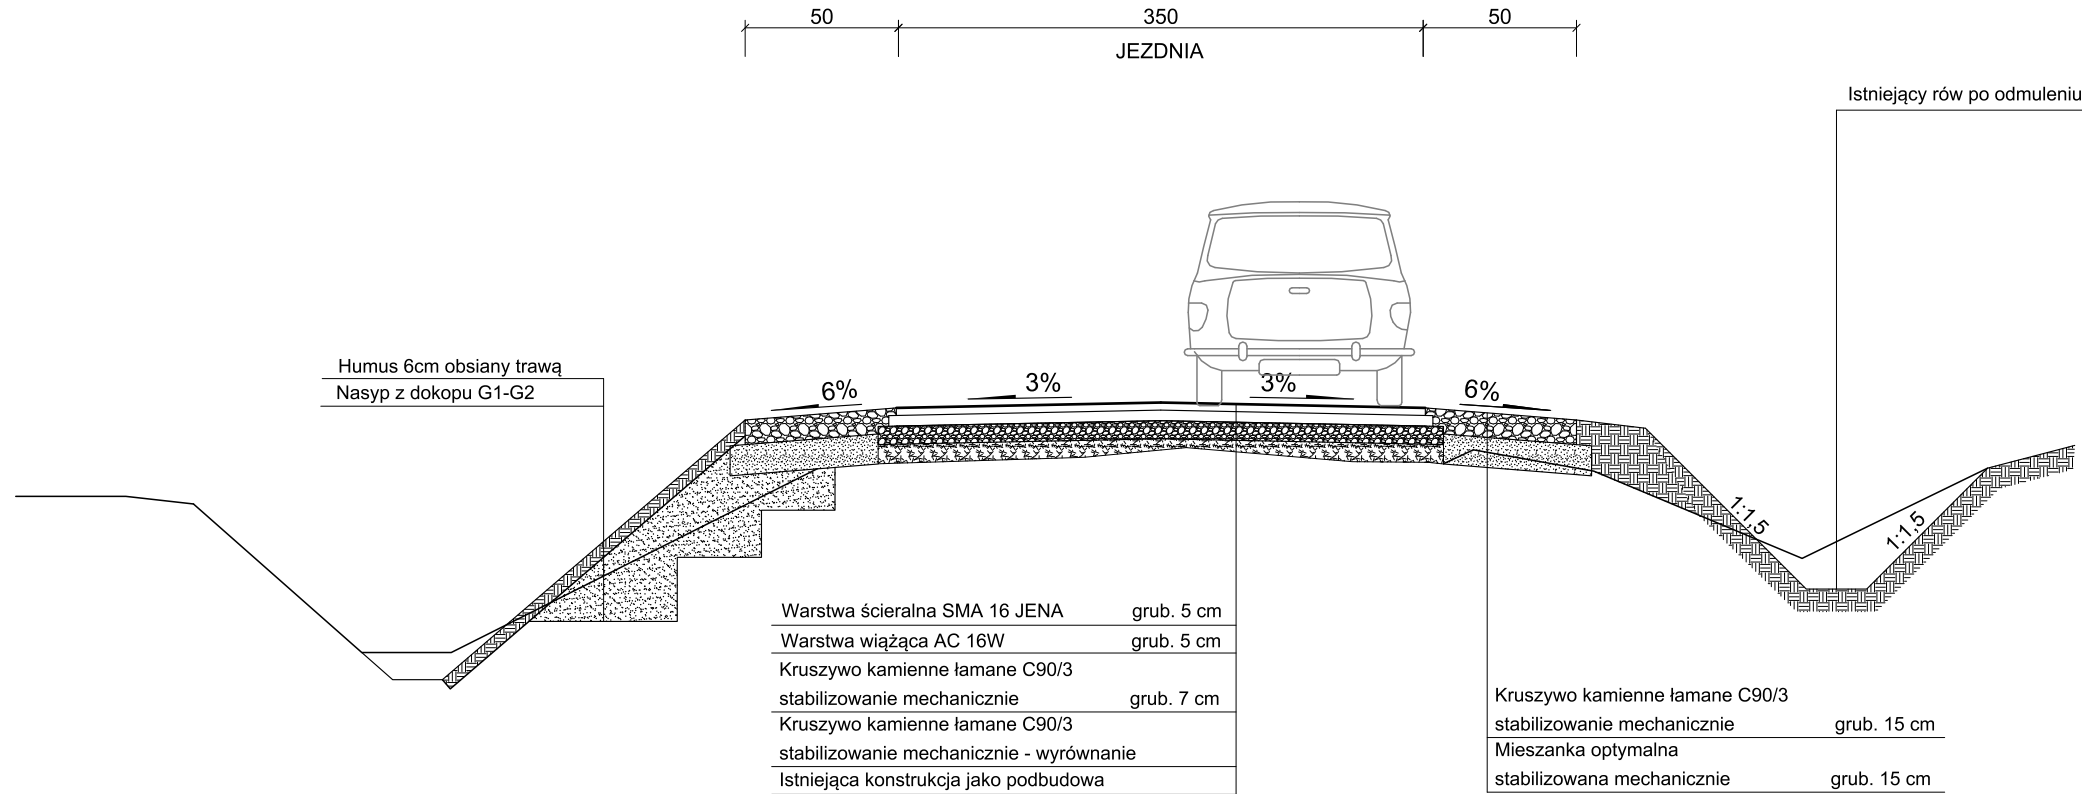 50 350 50
JEZDNIA
Istniejący rów po odmuleniu
Humus 6cm obsiany trawą
Nasyp z dokopu G1-G2
6% 3% 3% 6%
1:1,5 1:1,5
Warstwa ścieralna SMA 16 JENA grub. 5 cm
Warstwa wiążąca AC 16W grub. 5 cm
Kruszywo kamienne łamane C90/3
stabilizowanie mechanicznie grub. 7 cm
Kruszywo kamienne łamane C90/3
stabilizowanie mechanicznie - wyrównanie
Istniejąca konstrukcja jako podbudowa
Kruszywo kamienne łamane C90/3
stabilizowanie mechanicznie grub. 15 cm
Mieszanka optymalna
stabilizowana mechanicznie grub. 15 cm